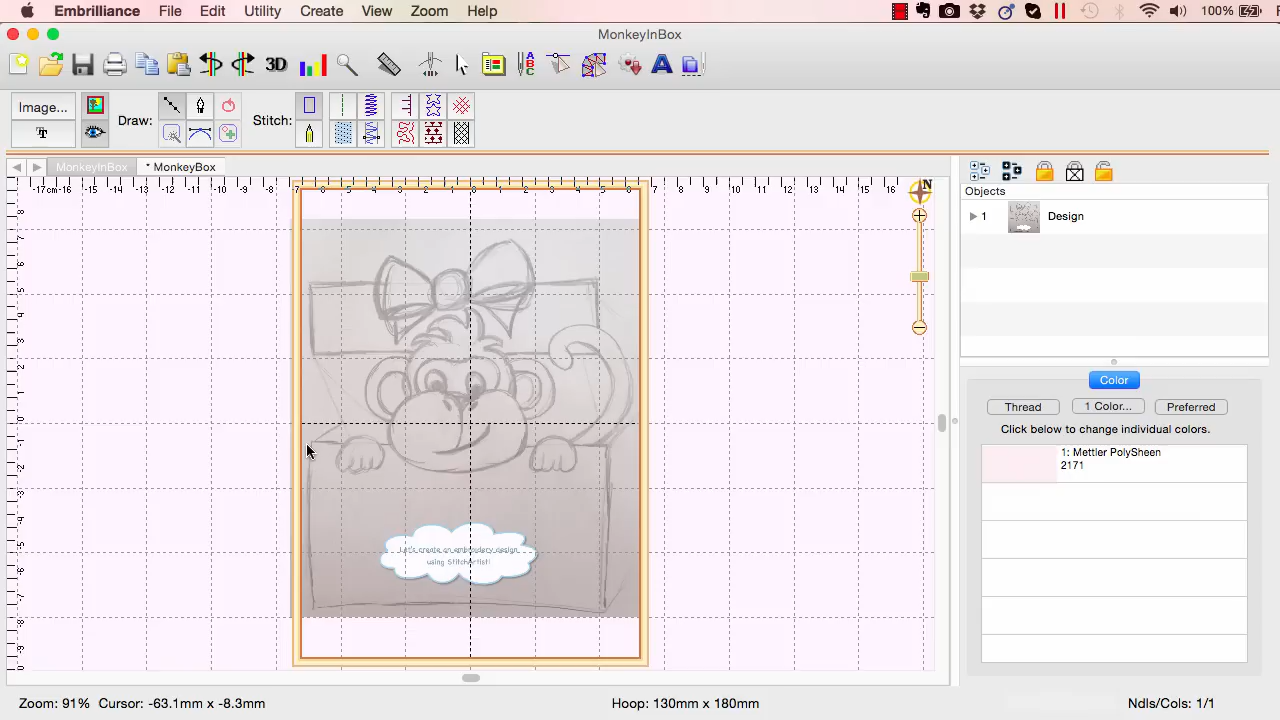 Embrilliance File Edit Utility Create View Zoom Help 100%
MonkeyInBox
3D
Image... Draw: Stitch:
MonkeyInBox * MonkeyBox
N
Objects
1 Design
Color
Thread 1 Color... Preferred
Click below to change individual colors.
1: Mettler PolySheen
2171
Let's create an embroidery design
using StitchArtist!
Zoom: 91% Cursor: -63.1mm x -8.3mm Hoop: 130mm x 180mm Ndls/Cols: 1/1